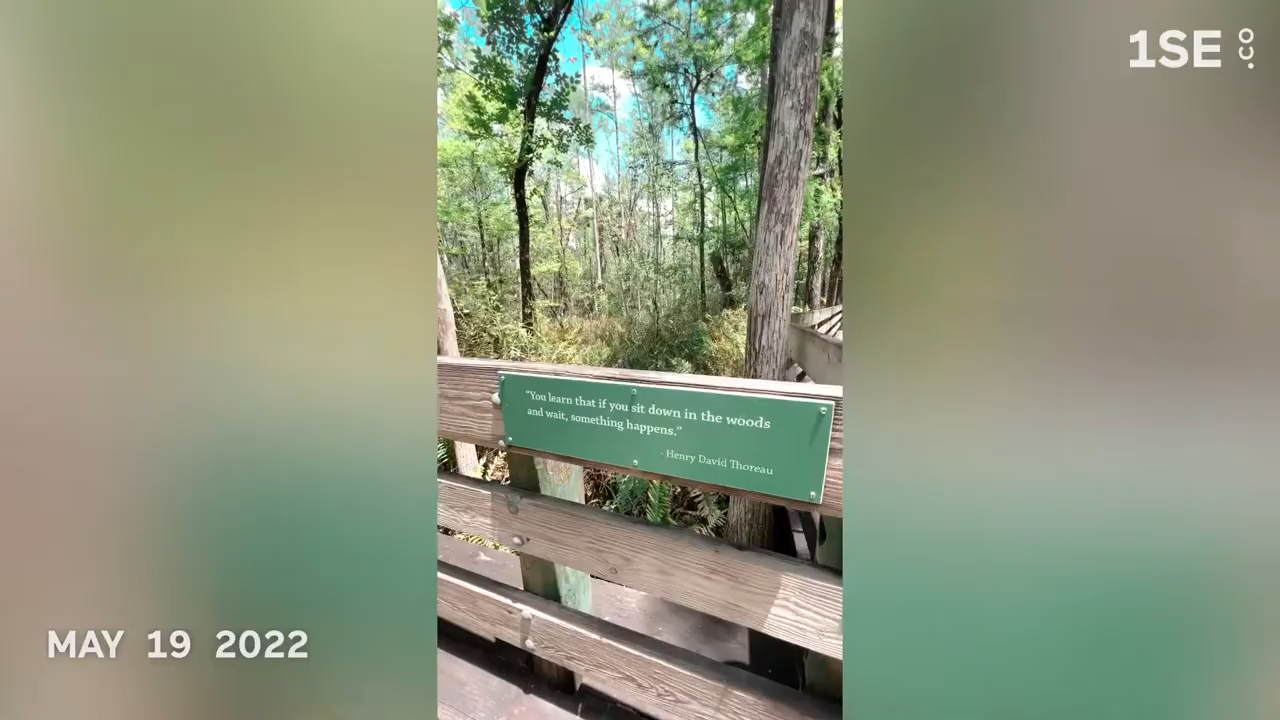 1SE.CO
"You learn that if you sit down in the woods
and wait, something happens."
- Henry David Thoreau
MAY 19 2022